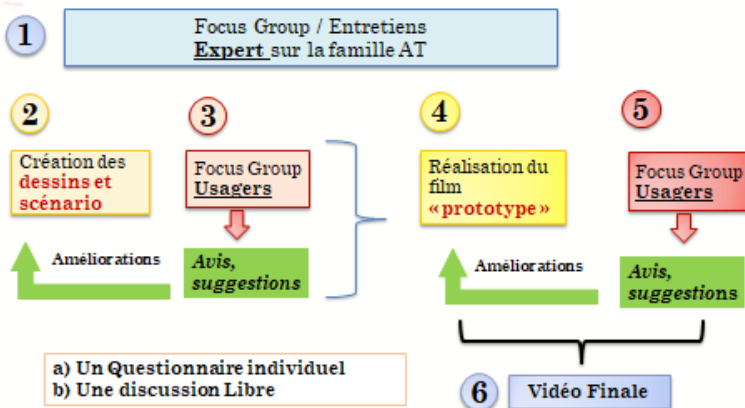 1
Focus Group / Entretiens
Expert sur la famille AT
2
Création des
dessins et
scénario
Améliorations
3
Focus Group
Usagers
Avis,
suggestions
4
Réalisation du
film
«prototype»
Améliorations
5
Focus Group
Usagers
Avis,
suggestions
a) Un Questionnaire individuel
b) Une discussion Libre
6
Vidéo Finale